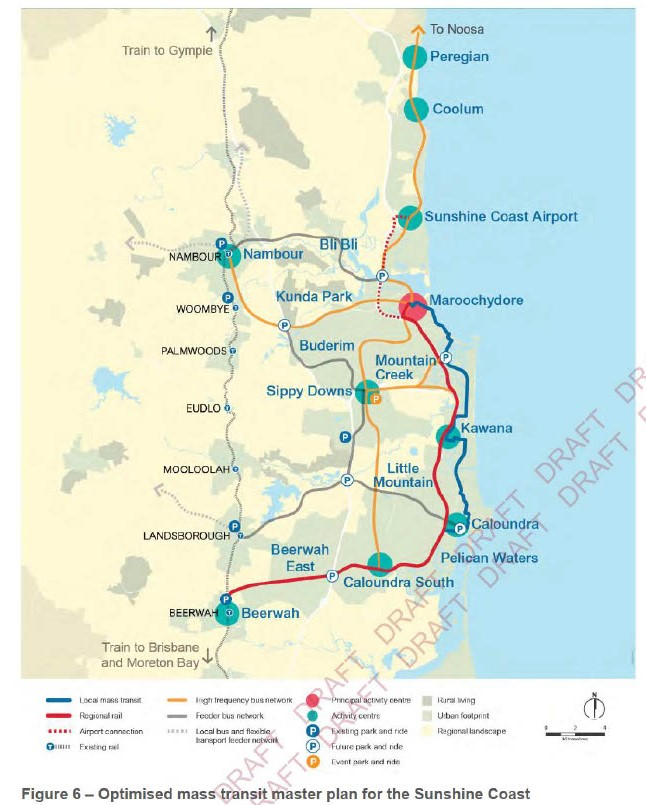 To Noosa
Train to Gympie
Peregian
Coolum
Sunshine Coast Airport
Bli Bli
NAMBOUR
Nambour
Kunda Park
Maroochydore
WOOMBYE
Buderim
PALMWOODS
Mountain
Creek
Sippy Downs
EUDLO
Kawana
MOOLOOLAH
Little
Mountain
LANDSBOROUGH
Caloundra
Beerwah
East
Pelican Waters
Caloundra South
BEERWAH
Beerwah
Train to Brisbane
and Moreton Bay
DRAFT DRAFT DRAFT DRAFT DRAFT
DRAFT DRAFT DRAFT DRAFT
Local mass transit
Regional rail
Airport connection
Existing rail
High frequency bus network
Feeder bus network
Local bus and flexible
transport feeder network
Principal activity centre
Activity centre
P Existing park and ride
P Future park and ride
P Event park and ride
Rural living
Urban footprint
Regional landscape
N
0 2 4
Figure 6 – Optimised mass transit master plan for the Sunshine Coast